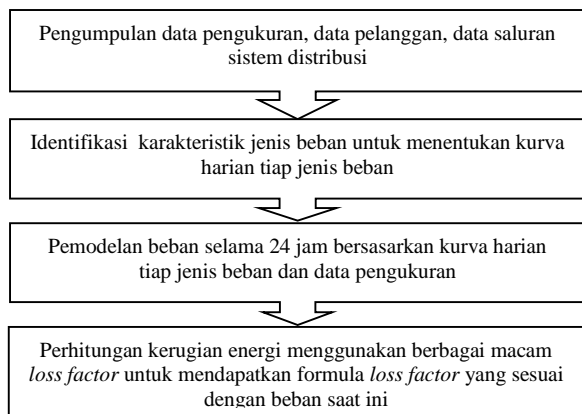 Pengumpulan data pengukuran, data pelanggan, data saluran
sistem distribusi
Identifikasi karakteristik jenis beban untuk menentukan kurva
harian tiap jenis beban
Pemodelan beban selama 24 jam bersasarkan kurva harian
tiap jenis beban dan data pengukuran
Perhitungan kerugian energi menggunakan berbagai macam
loss factor untuk mendapatkan formula loss factor yang sesuai
dengan beban saat ini